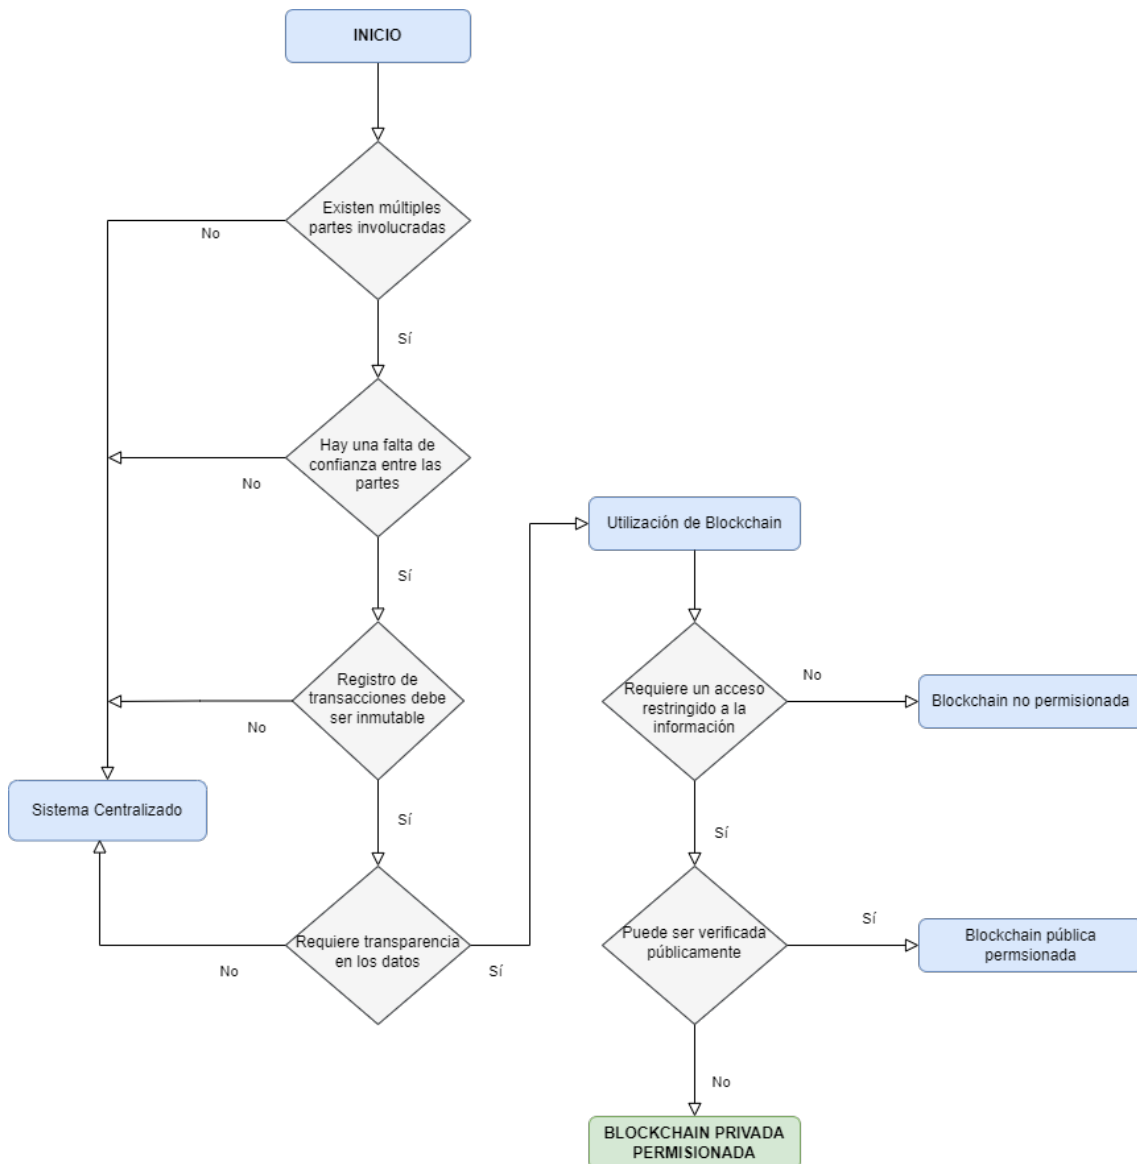 INICIO
Existen múltiples
partes involucradas
No
Sí
Hay una falta de
confianza entre las
partes
No
Sí
Utilización de Blockchain
Registro de
transacciones debe
ser inmutable
No
Sí
Requiere un acceso
restringido a la
información
No
Blockchain no permisionada
Sí
Sistema Centralizado
Requiere transparencia
en los datos
No
Sí
Puede ser verificada
públicamente
Sí
Blockchain pública
permsionada
No
BLOCKCHAIN PRIVADA
PERMISIONADA